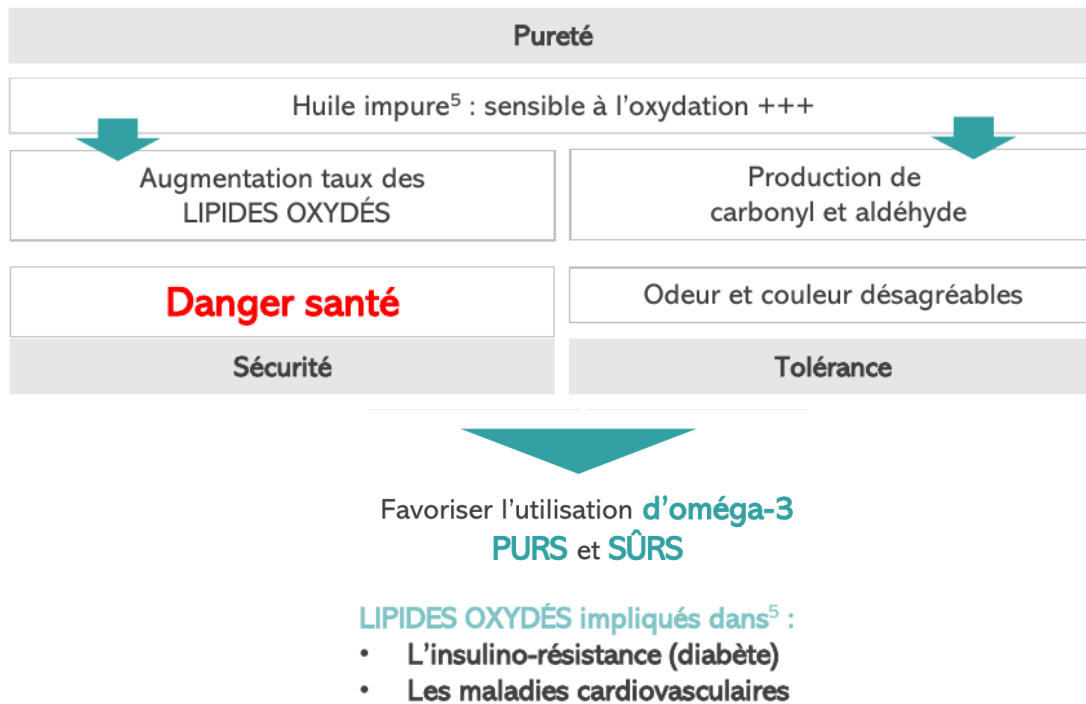 Pureté
Huile impure⁵ : sensible à l’oxydation +++
Augmentation taux des
LIPIDES OXYDÉS
Production de
carbonyl et aldéhyde
Danger santé
Odeur et couleur désagréables
Sécurité
Tolérance
Favoriser l’utilisation d’oméga-3
PURS et SÛRS
LIPIDES OXYDÉS impliqués dans⁵ :
• L’insulino-résistance (diabète)
• Les maladies cardiovasculaires